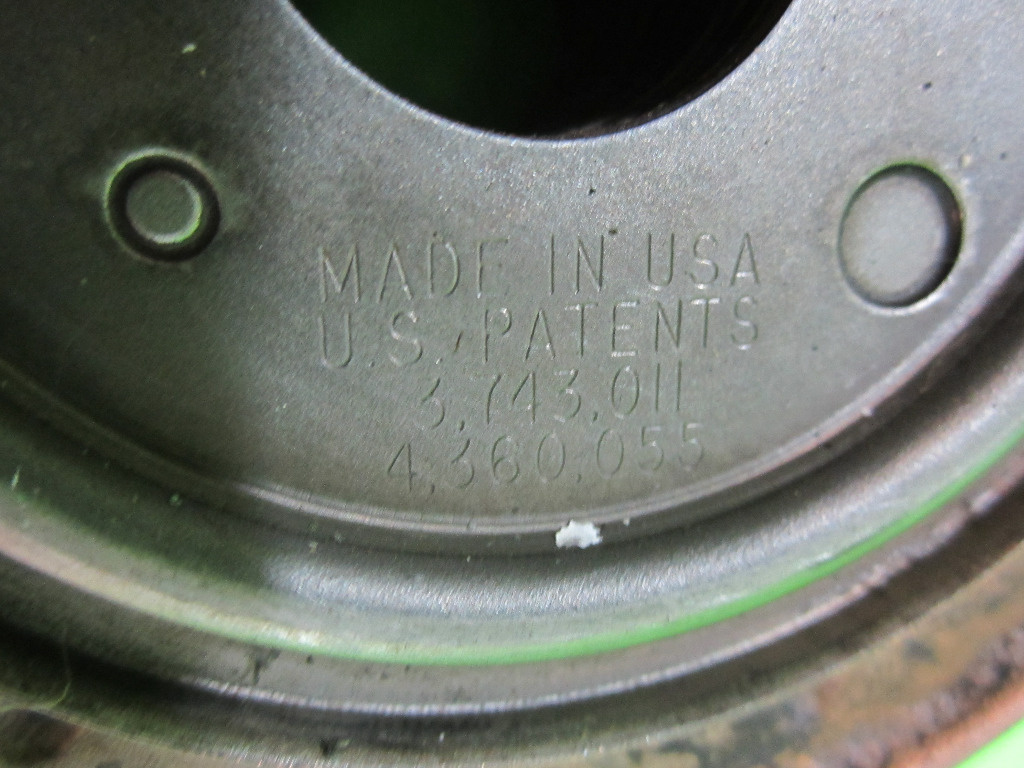 MADE IN USA
U.S. PATENTS
3,743,011
4,360,055